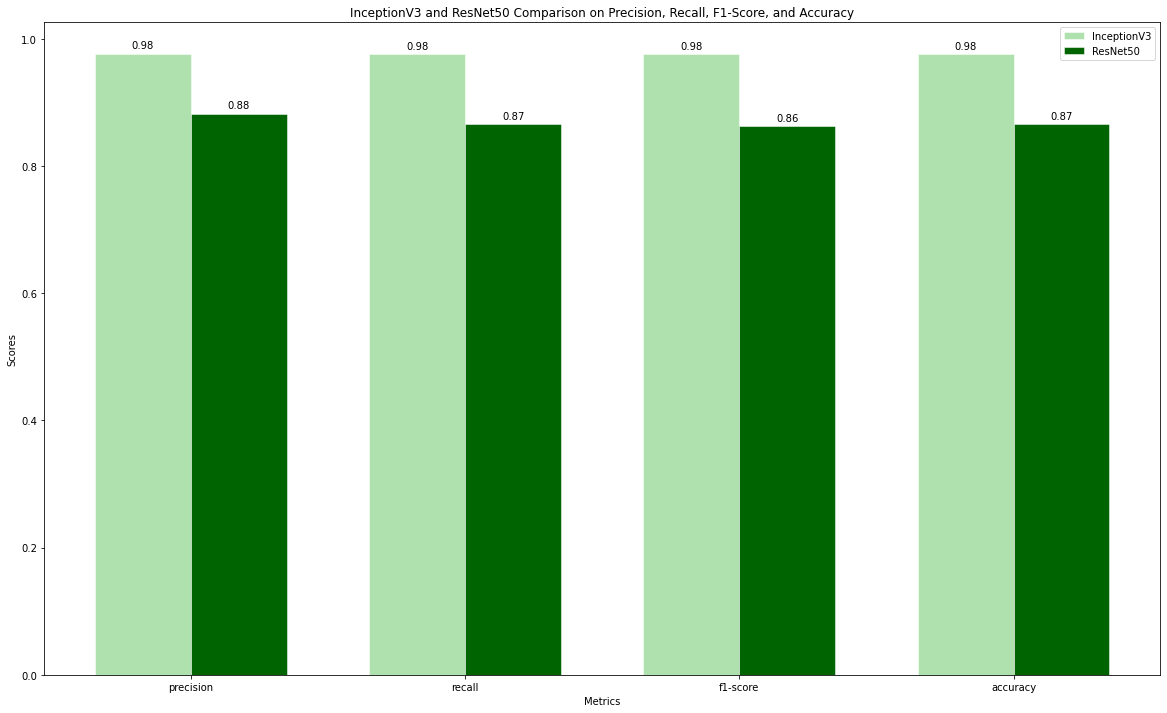 InceptionV3 and ResNet50 Comparison on Precision, Recall, F1-Score, and Accuracy
InceptionV3
ResNet50
0.98
0.88
0.98
0.87
0.98
0.86
0.98
0.87
1.0
0.8
0.6
0.4
0.2
0.0
Scores
precision
recall
f1-score
accuracy
Metrics